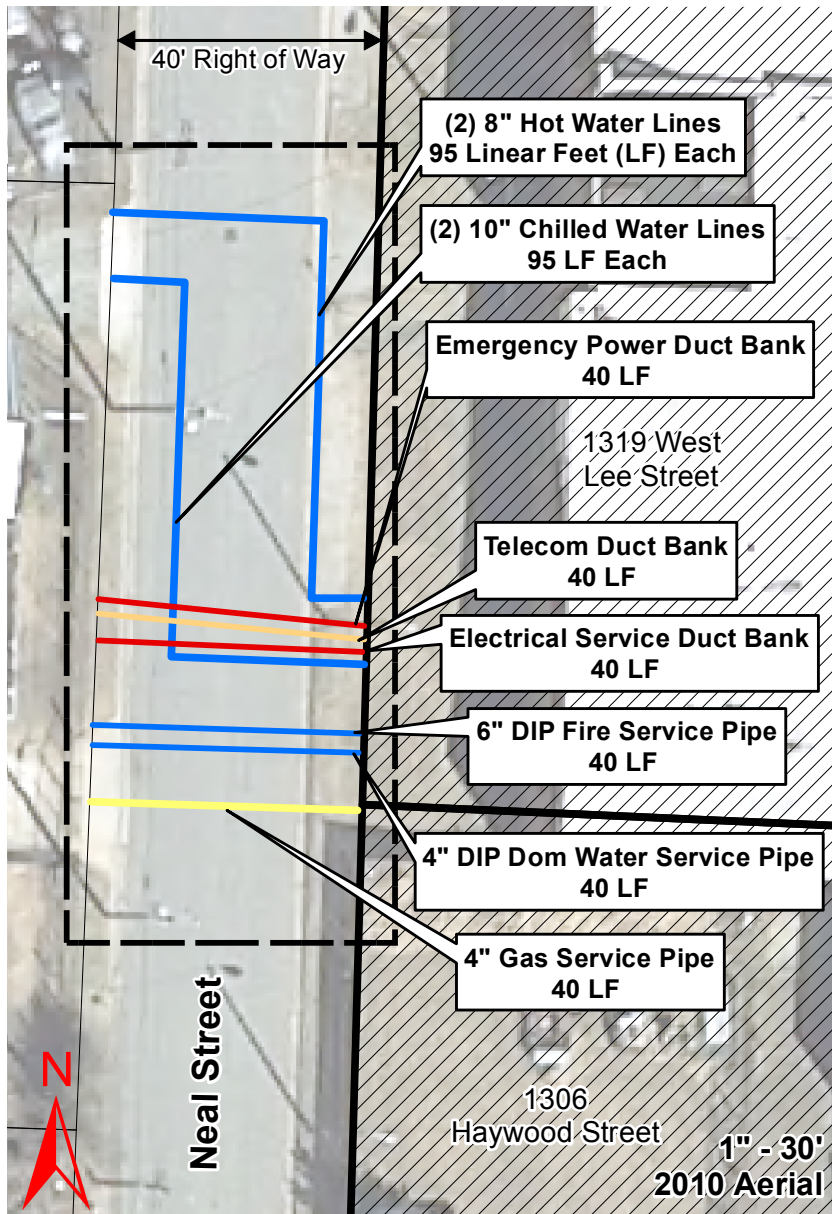 40' Right of Way
(2) 8" Hot Water Lines
95 Linear Feet (LF) Each
(2) 10" Chilled Water Lines
95 LF Each
Emergency Power Duct Bank
40 LF
1319 West
Lee Street
Telecom Duct Bank
40 LF
Electrical Service Duct Bank
40 LF
6" DIP Fire Service Pipe
40 LF
4" DIP Dom Water Service Pipe
40 LF
4" Gas Service Pipe
40 LF
Neal Street
N
1306
Haywood Street
1" - 30'
2010 Aerial